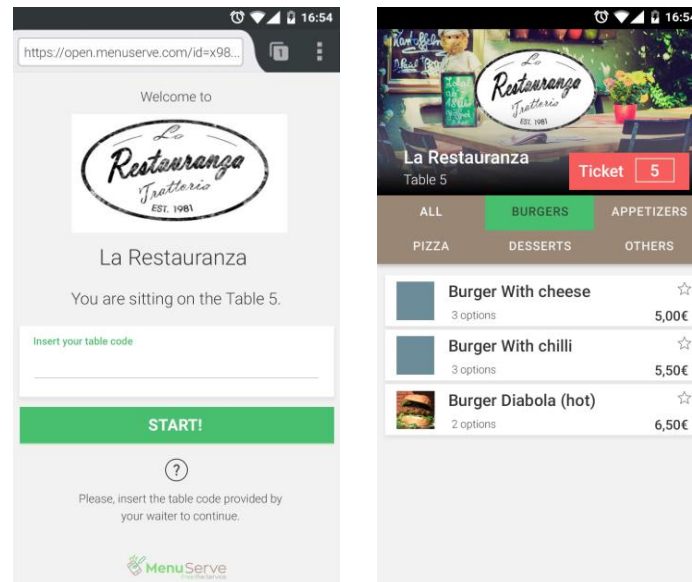 16:54
https://open.menuserve.com/id=x98...
1
Welcome to
La
Restauranza
Trattoria
EST. 1981
La Restauranza
You are sitting on the Table 5.
Insert your table code
START!
?
Please, insert the table code provided by
your waiter to continue.
MenuServe
16:54
La
Restauranza
Trattoria
EST. 1981
La Restauranza
Table 5
Ticket 5
ALL BURGERS APPETIZERS
PIZZA DESSERTS OTHERS
Burger With cheese
3 options 5,00€
Burger With chilli
3 options 5,50€
Burger Diabola (hot)
2 options 6,50€